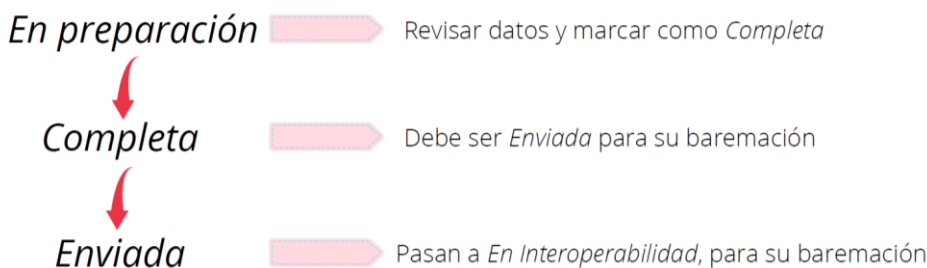 En preparación Revisar datos y marcar como Completa
Completa Debe ser Enviada para su baremación
Enviada Pasan a En Interoperabilidad, para su baremación